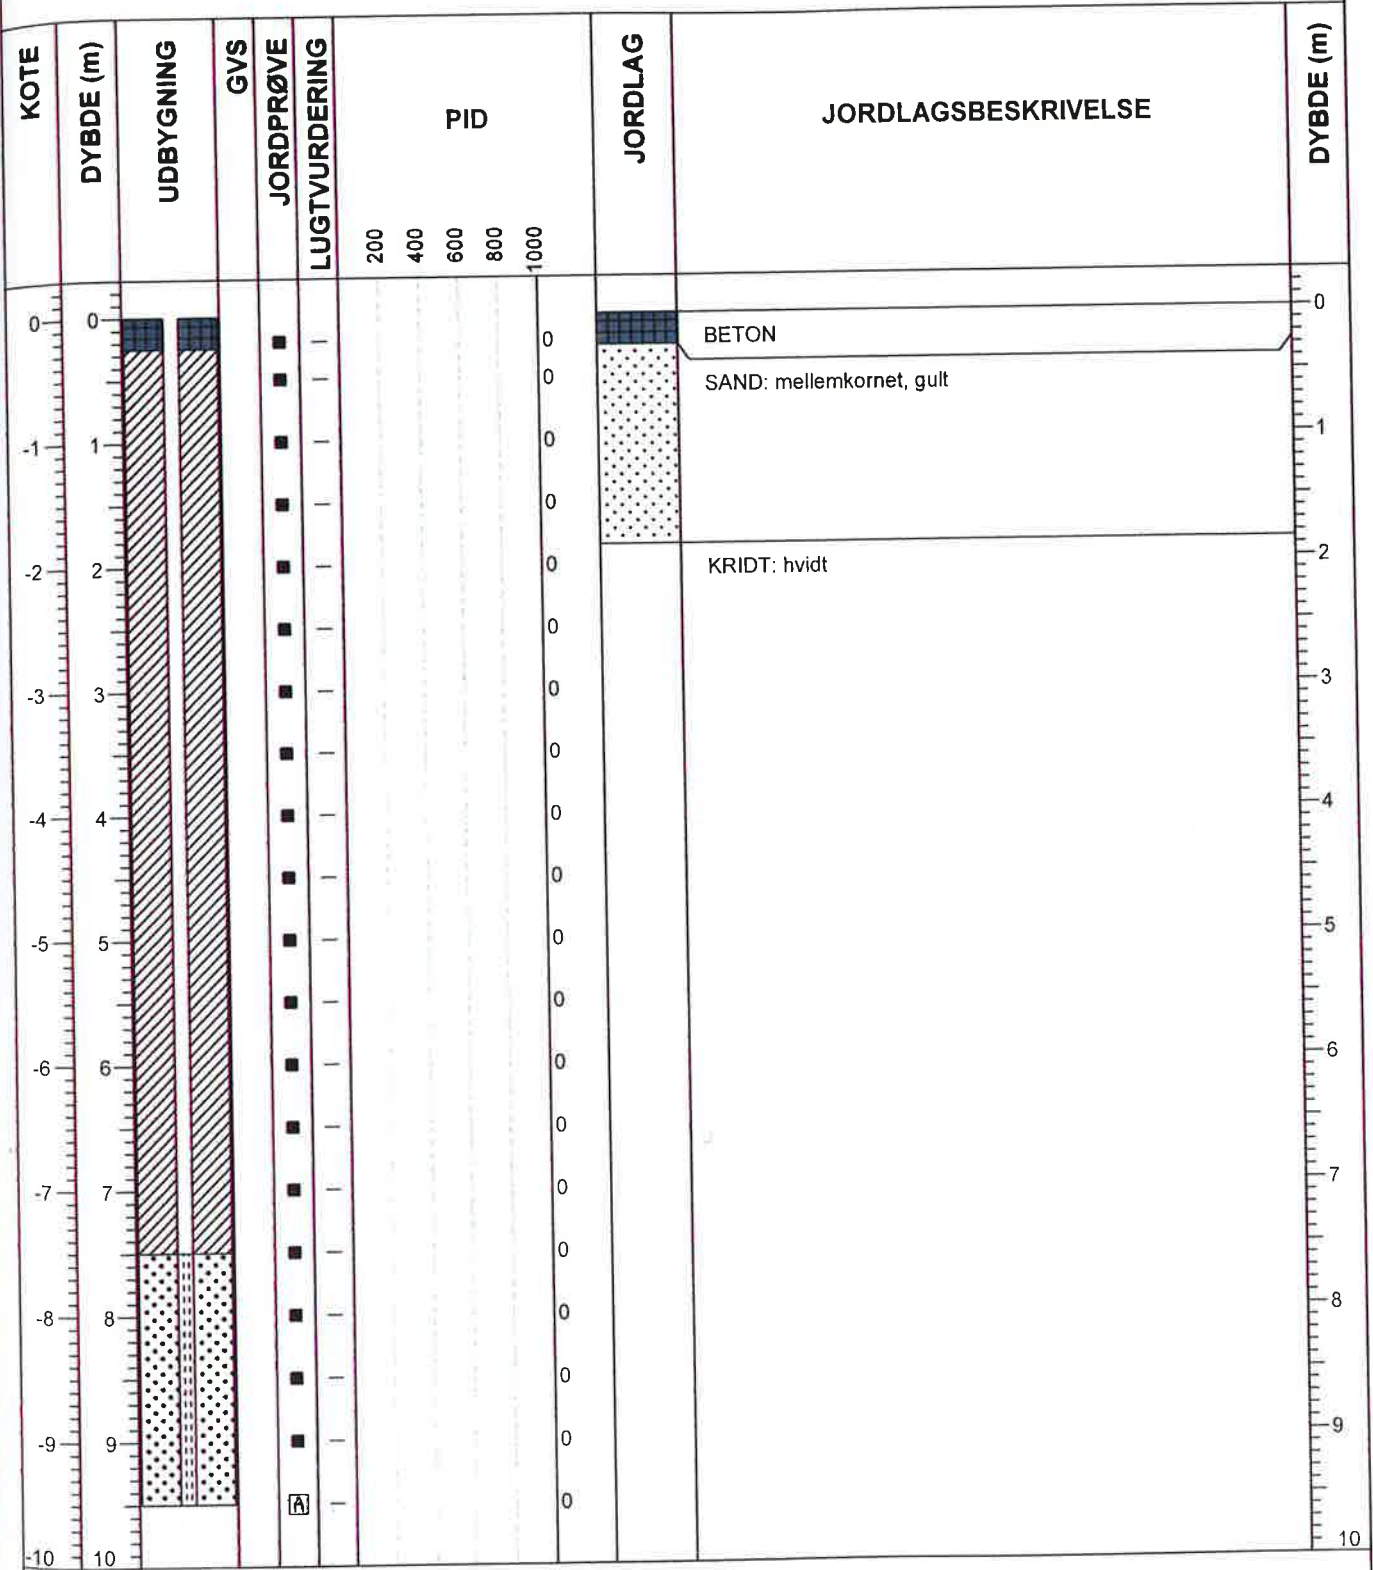 KOTE
DYBDE (m)
UDBYGNING
GVS
JORDPRØVE
LUGTVURDERING
PID
200
400
600
800
1000
JORDLAG
JORDLAGSBESKRIVELSE
DYBDE (m)
0 0 0 0
BETON
0
SAND: mellemkornet, gult
-1 1 0 1
0
-2 2 0 2
KRIDT: hvidt
0
-3 3 0 3
0
-4 4 0 4
0
-5 5 0 5
0
-6 6 0 6
0
-7 7 0 7
0
-8 8 0 8
0
-9 9 0 9
A 0
-10 10 10